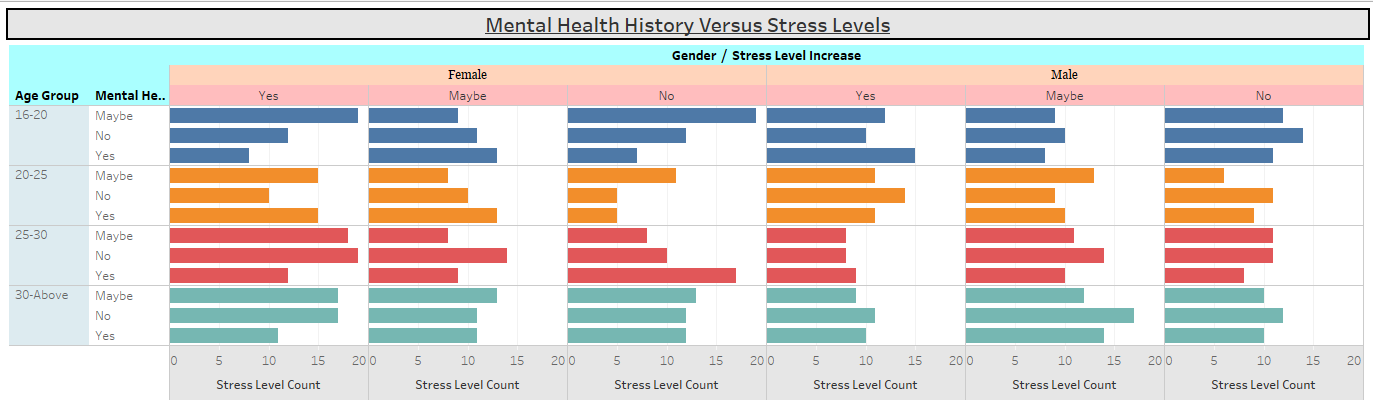 Mental Health History Versus Stress Levels
Gender / Stress Level Increase
Female Male
Age Group Mental He.. Yes Maybe No Yes Maybe No
16-20 Maybe
No
Yes
20-25 Maybe
No
Yes
25-30 Maybe
No
Yes
30-Above Maybe
No
Yes
0 5 10 15 20 0 5 10 15 20 0 5 10 15 20 0 5 10 15 20 0 5 10 15 20 0 5 10 15 20
Stress Level Count Stress Level Count Stress Level Count Stress Level Count Stress Level Count Stress Level Count